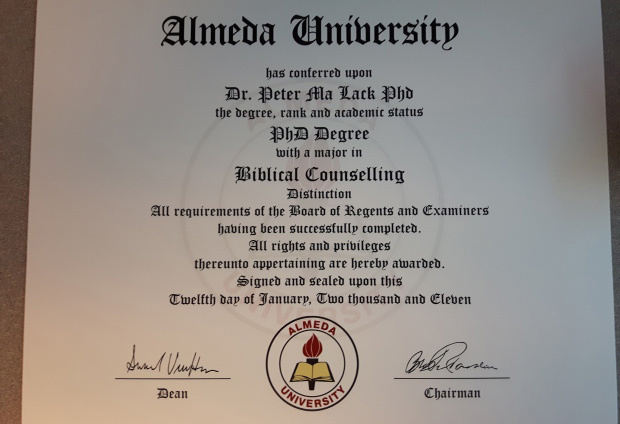 Almeda University
has conferred upon
Dr. Peter Ma Lack Phd
the degree, rank and academic status
PhD Degree
with a major in
Biblical Counselling
Distinction
All requirements of the Board of Regents and Examiners
having been successfully completed.
All rights and privileges
thereunto appertaining are hereby awarded.
Signed and sealed upon this
Twelfth day of January, Two thousand and Eleven
ALMEDA
UNIVERSITY
Dean
Chairman